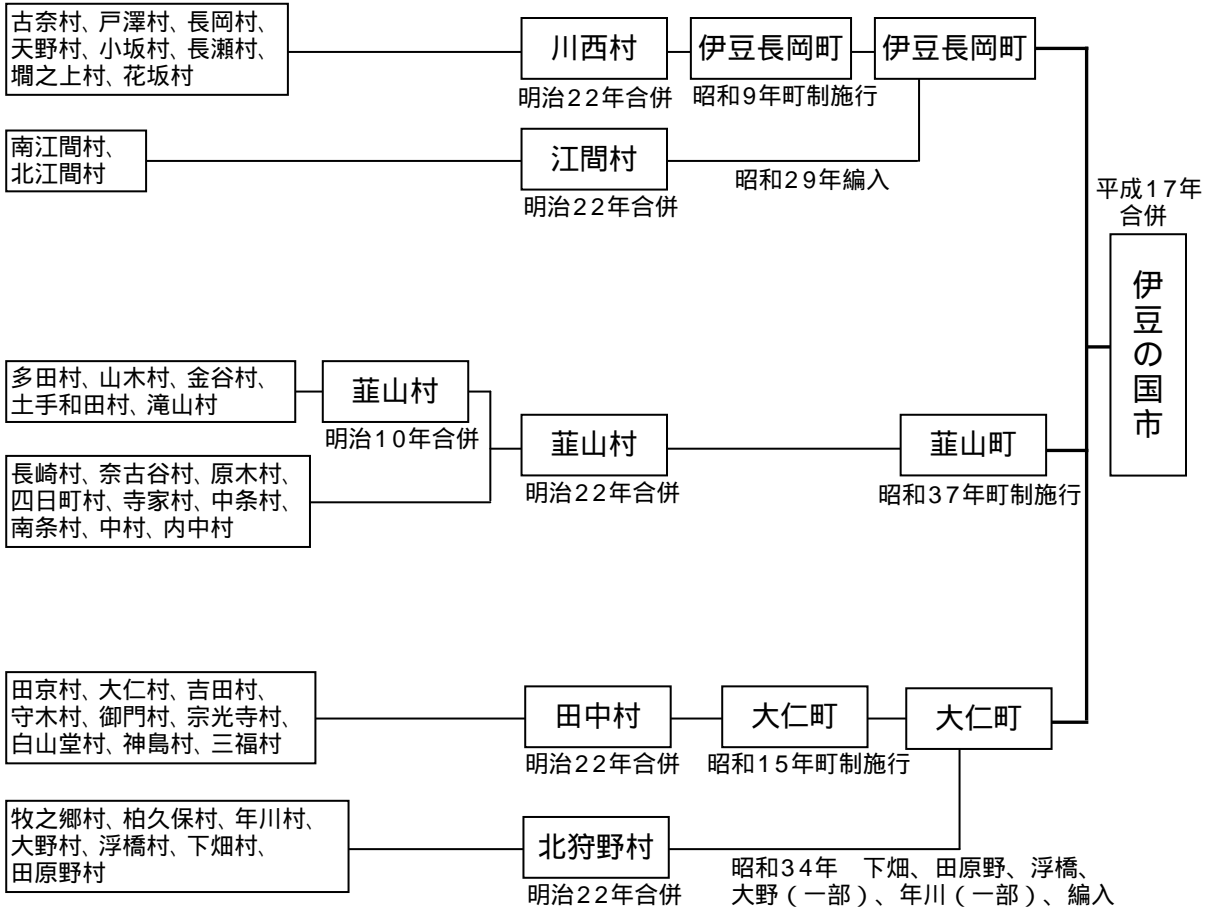 古奈村、戸澤村、長岡村、
天野村、小坂村、長瀬村、
墹之上村、花坂村
川西村
明治22年合併
伊豆長岡町
昭和9年町制施行
伊豆長岡町
南江間村、
北江間村
江間村
明治22年合併
昭和29年編入
平成17年
合併
伊豆の国市
多田村、山木村、金谷村、
土手和田村、滝山村
韮山村
明治10年合併
長崎村、奈古谷村、原木村、
四日町村、寺家村、中条村、
南条村、中村、内中村
韮山村
明治22年合併
韮山町
昭和37年町制施行
田京村、大仁村、吉田村、
守木村、御門村、宗光寺村、
白山堂村、神島村、三福村
田中村
明治22年合併
大仁町
昭和15年町制施行
大仁町
牧之郷村、柏久保村、年川村、
大野村、浮橋村、下畑村、
田原野村
北狩野村
明治22年合併
昭和34年　下畑、田原野、浮橋、
大野（一部）、年川（一部）、編入